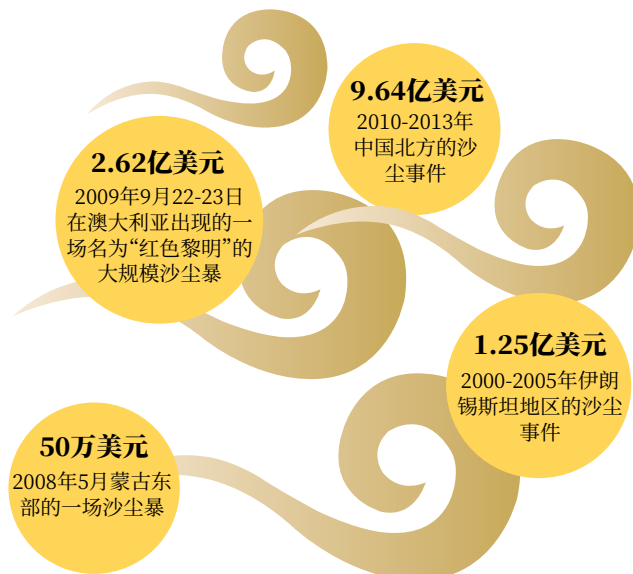 9.64亿美元
2010-2013年
中国北方的沙
尘事件
2.62亿美元
2009年9月22-23日
在澳大利亚出现的一
场名为“红色黎明”的
大规模沙尘暴
1.25亿美元
2000-2005年伊朗
锡斯坦地区的沙尘
事件
50万美元
2008年5月蒙古东
部的一场沙尘暴